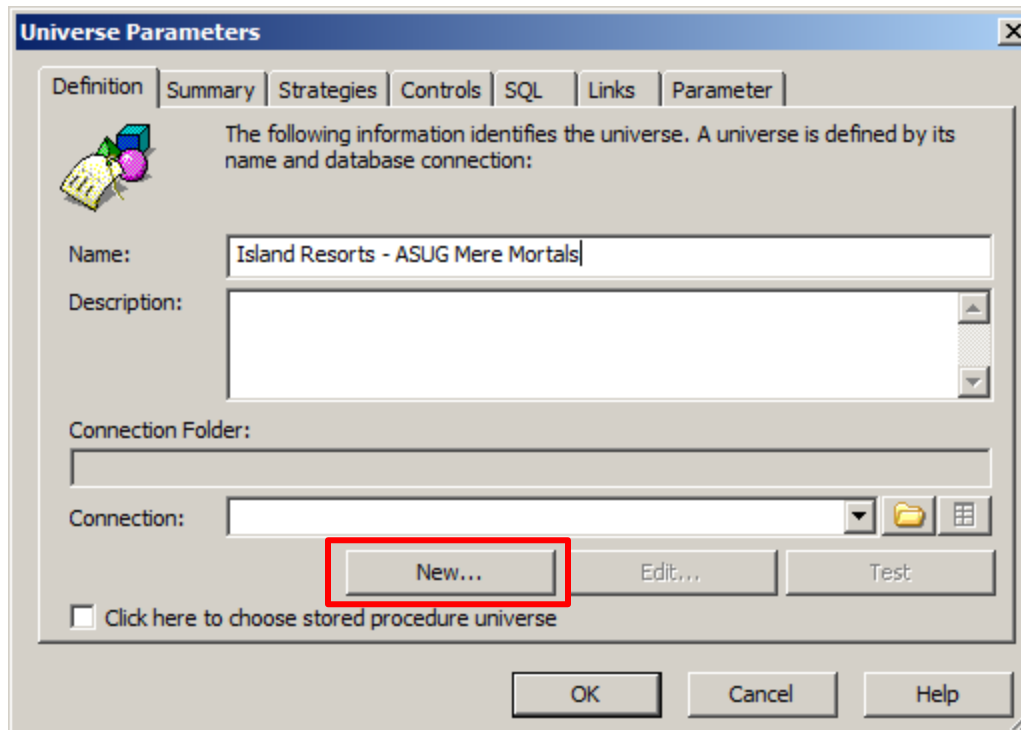 Universe Parameters
Definition Summary Strategies Controls SQL Links Parameter
The following information identifies the universe. A universe is defined by its
name and database connection:
Name: Island Resorts - ASUG Mere Mortals
Description:
Connection Folder:
Connection:
New... Edit... Test
Click here to choose stored procedure universe
OK Cancel Help